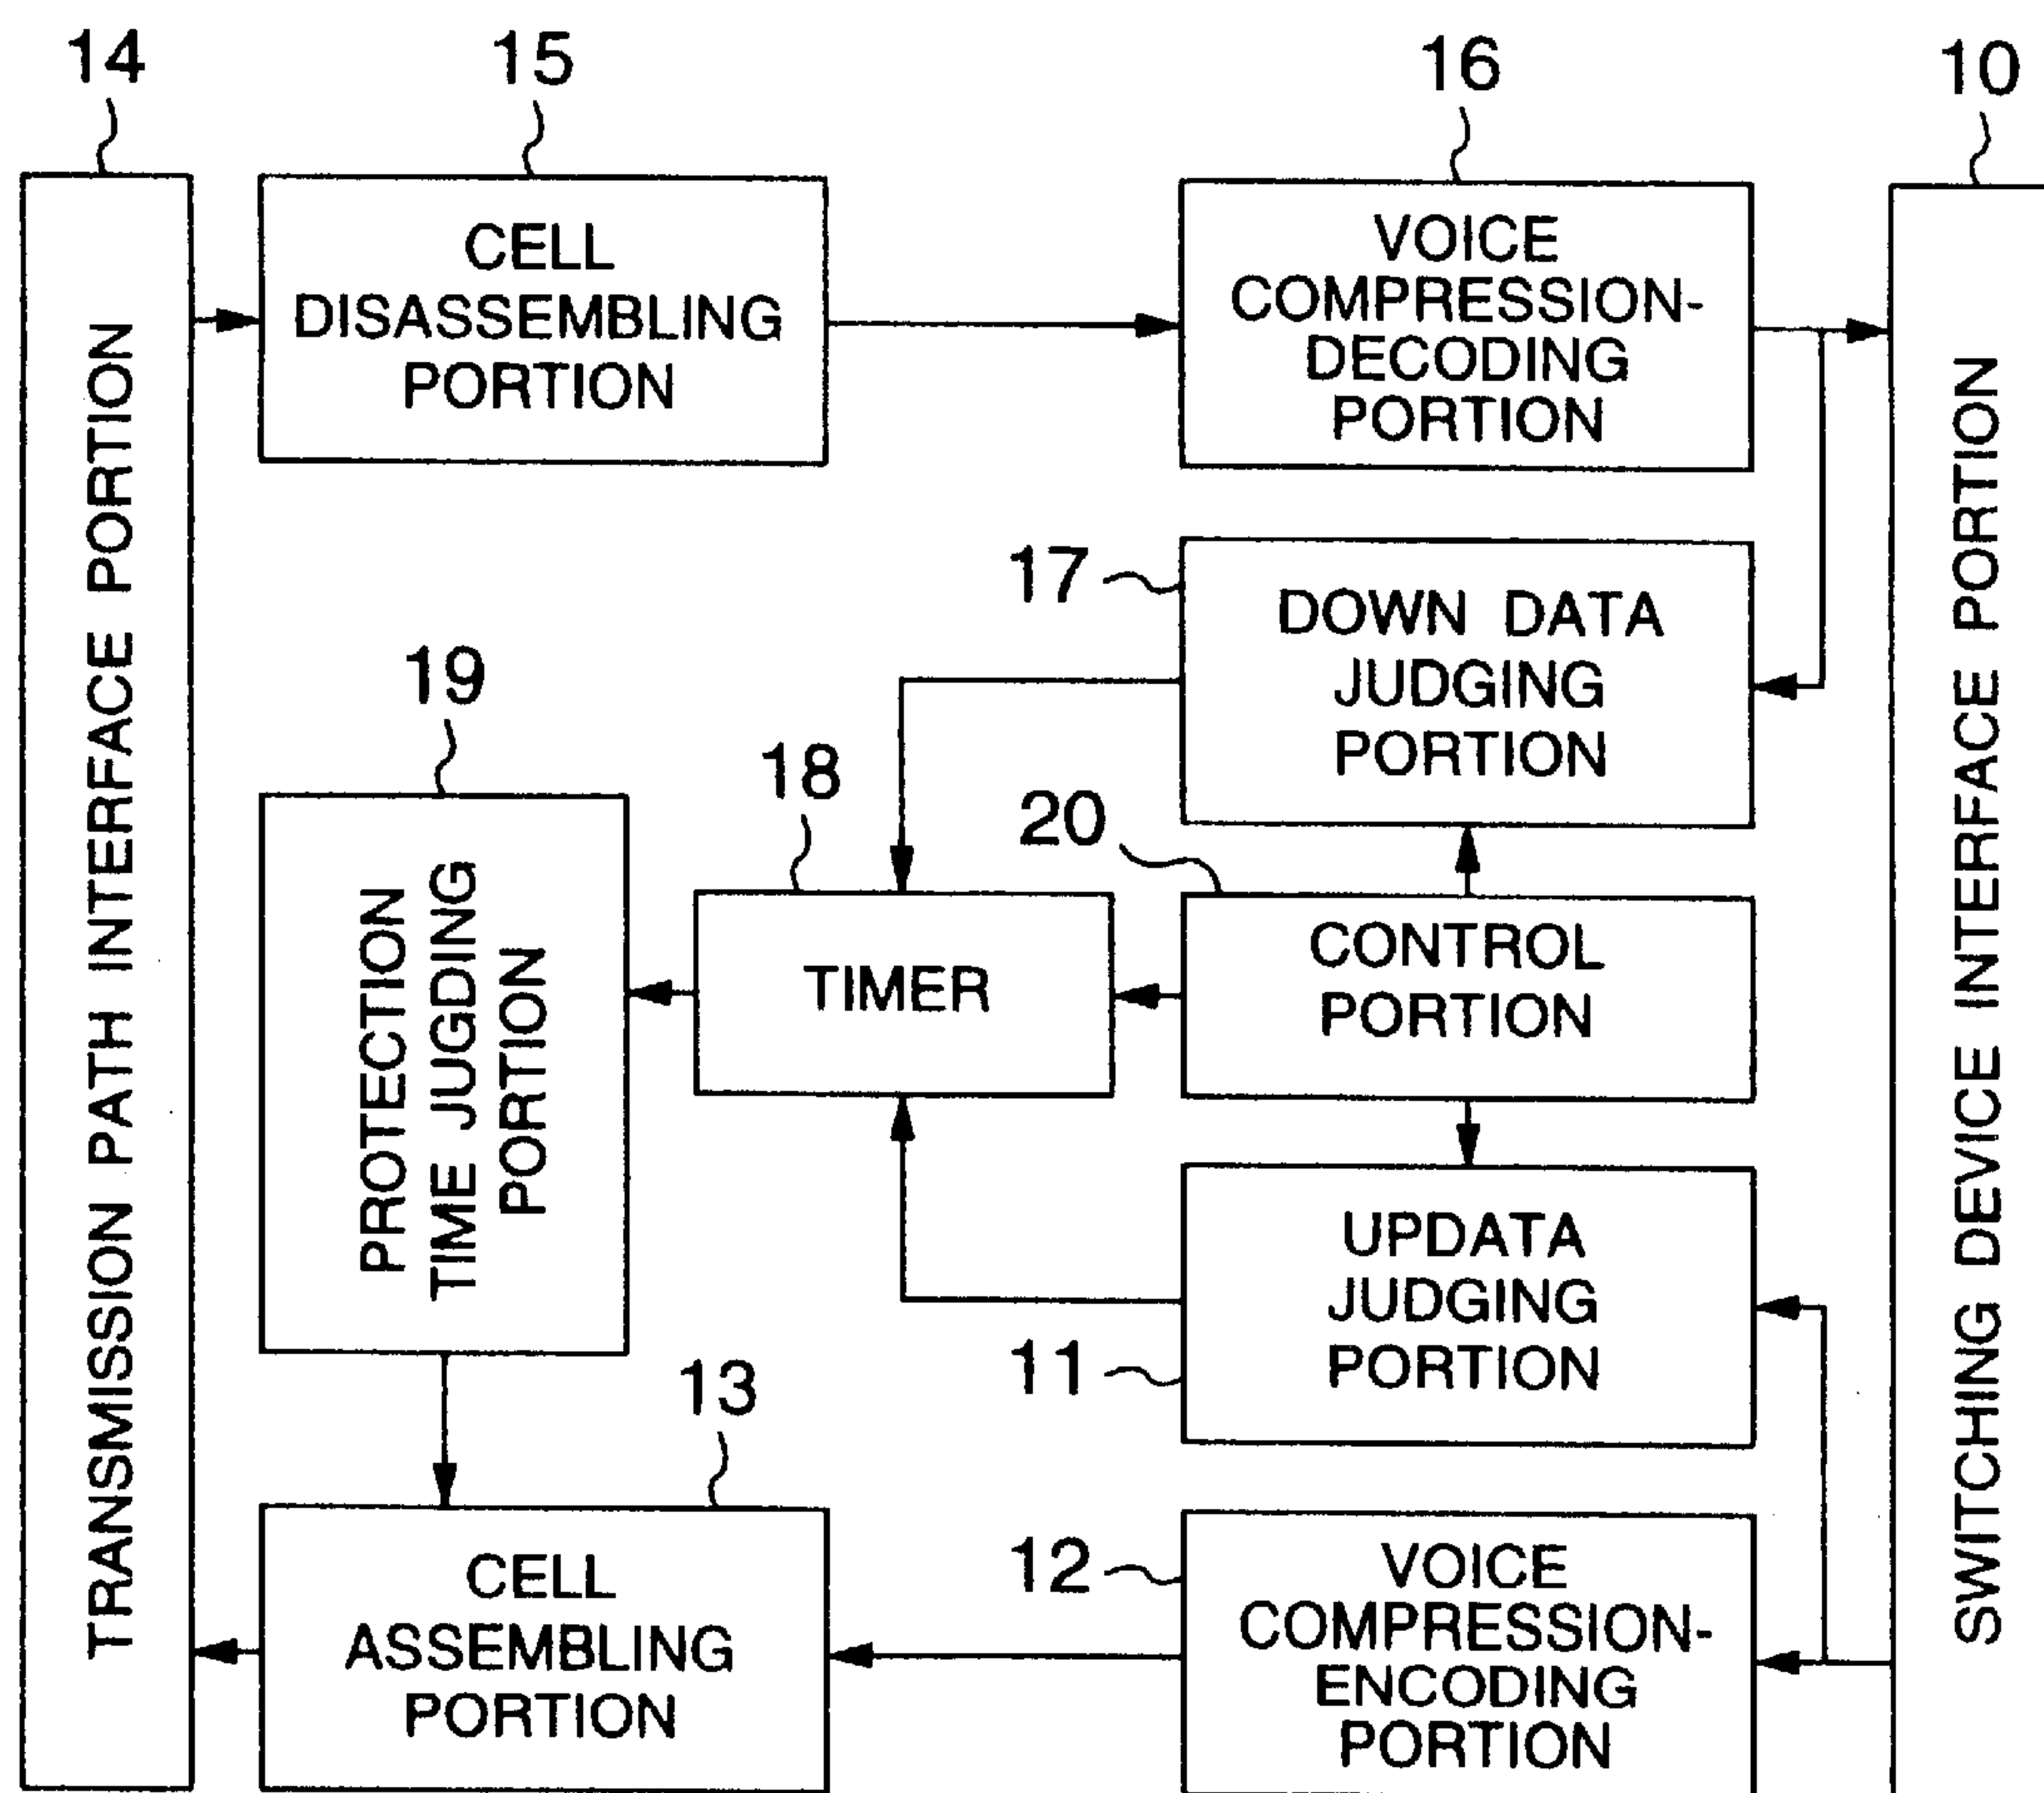 14
15
16
10
TRANSMISSION PATH INTERFACE PORTION
CELL
DISASSEMBLING
PORTION
VOICE
COMPRESSION-
DECODING
PORTION
SWITCHING DEVICE INTERFACE PORTION
17
DOWN DATA
JUDGING
PORTION
19
PROTECTION
TIME JUGDING
PORTION
18
TIMER
20
CONTROL
PORTION
11
UPDATA
JUDGING
PORTION
13
CELL
ASSEMBLING
PORTION
12
VOICE
COMPRESSION-
ENCODING
PORTION